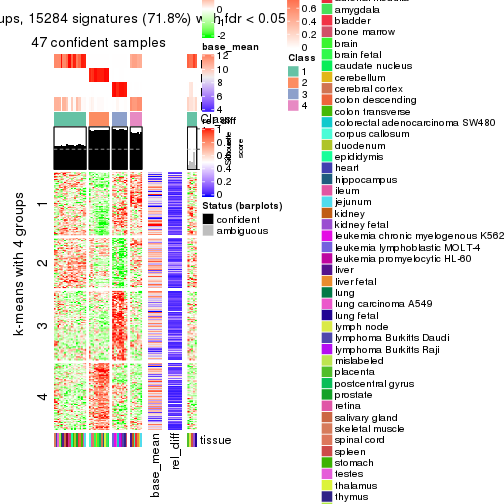 ups, 15284 signatures (71.8%) with fdr < 0.05
47 confident samples
k-means with 4 groups
1
2
3
4
base_mean
rel_diff
tissue
0
-2
base_mean
12
10
8
6
4
2
0
rel_diff
1
0.8
0.6
0.4
0.2
0
Silhouette
score
Status (barplots)
confident
ambiguous
0.6
0.4
0.2
0
Class
1
2
3
4
Class
amygdala
bladder
bone marrow
brain
brain fetal
caudate nucleus
cerebellum
cerebral cortex
colon descending
colon transverse
colorectal adenocarcinoma SW480
corpus callosum
duodenum
epididymis
heart
hippocampus
ileum
jejunum
kidney
kidney fetal
leukemia chronic myelogenous K562
leukemia lymphoblastic MOLT-4
leukemia promyelocytic HL-60
liver
liver fetal
lung
lung carcinoma A549
lung fetal
lymph node
lymphoma Burkitts Daudi
lymphoma Burkitts Raji
mislabeled
placenta
postcentral gyrus
prostate
retina
salivary gland
skeletal muscle
spinal cord
spleen
stomach
testes
thalamus
thymus